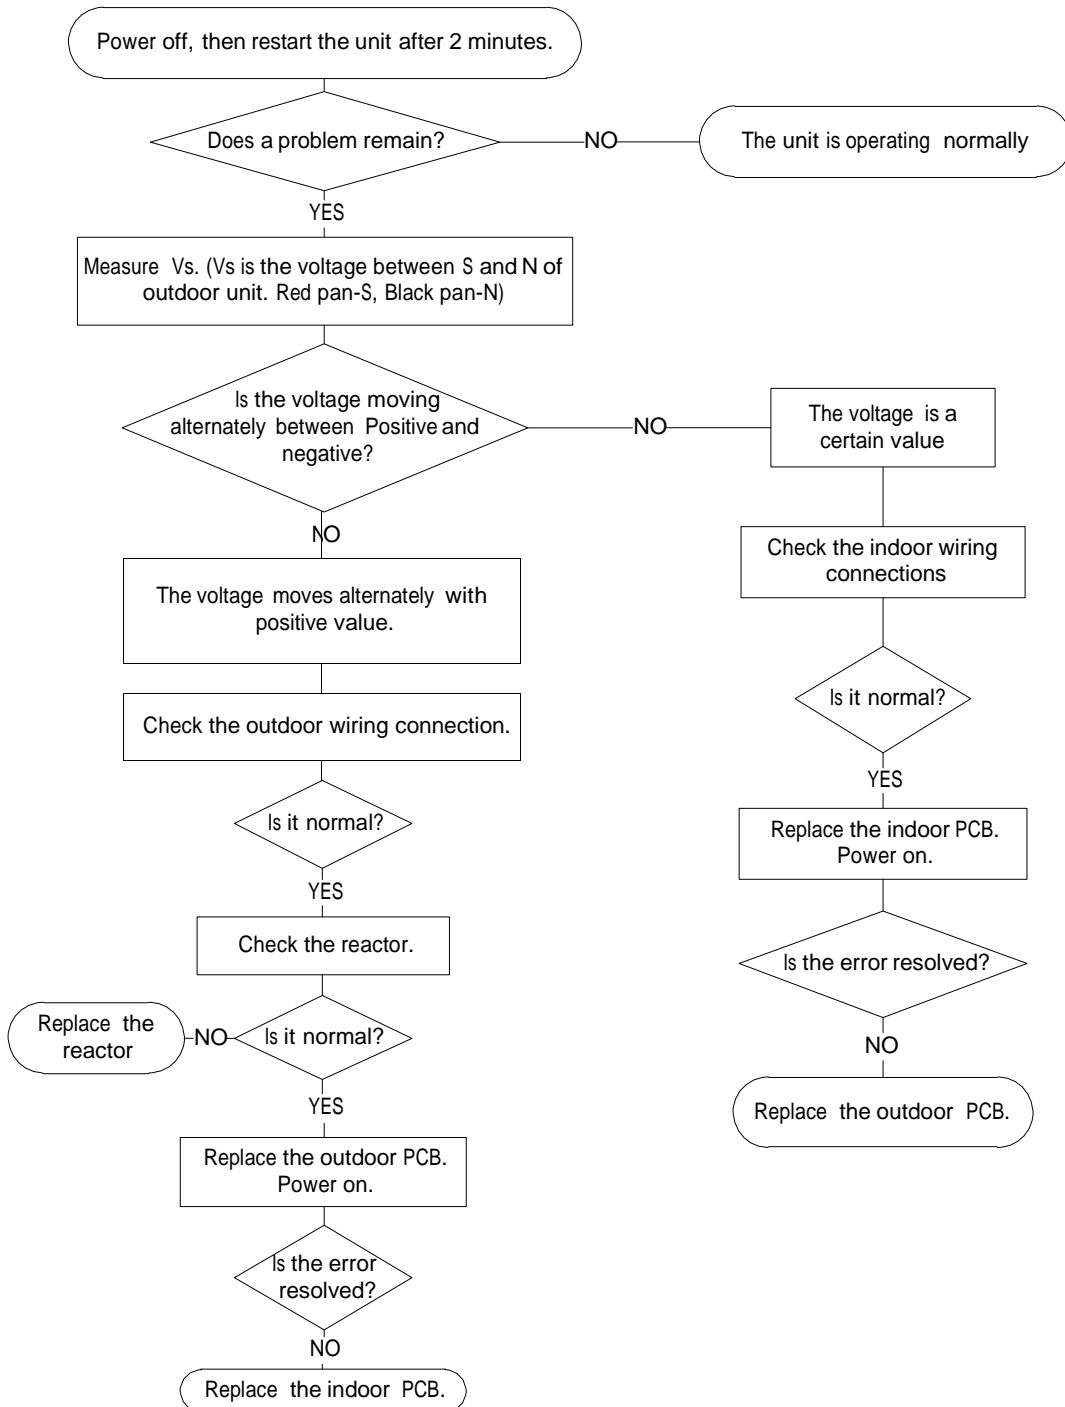 Power off, then restart the unit after 2 minutes.
Does a problem remain?
NO
The unit is operating normally
YES
Measure Vs. (Vs is the voltage between S and N of
outdoor unit. Red pan-S, Black pan-N)
Is the voltage moving
alternately between Positive and
negative?
NO
The voltage is a
certain value
NO
The voltage moves alternately with
positive value.
Check the outdoor wiring connection.
Is it normal?
YES
Check the reactor.
Is it normal?
NO
Replace the
reactor
YES
Replace the outdoor PCB.
Power on.
Is the error
resolved?
NO
Replace the indoor PCB.
Check the indoor wiring
connections
Is it normal?
YES
Replace the indoor PCB.
Power on.
Is the error resolved?
NO
Replace the outdoor PCB.